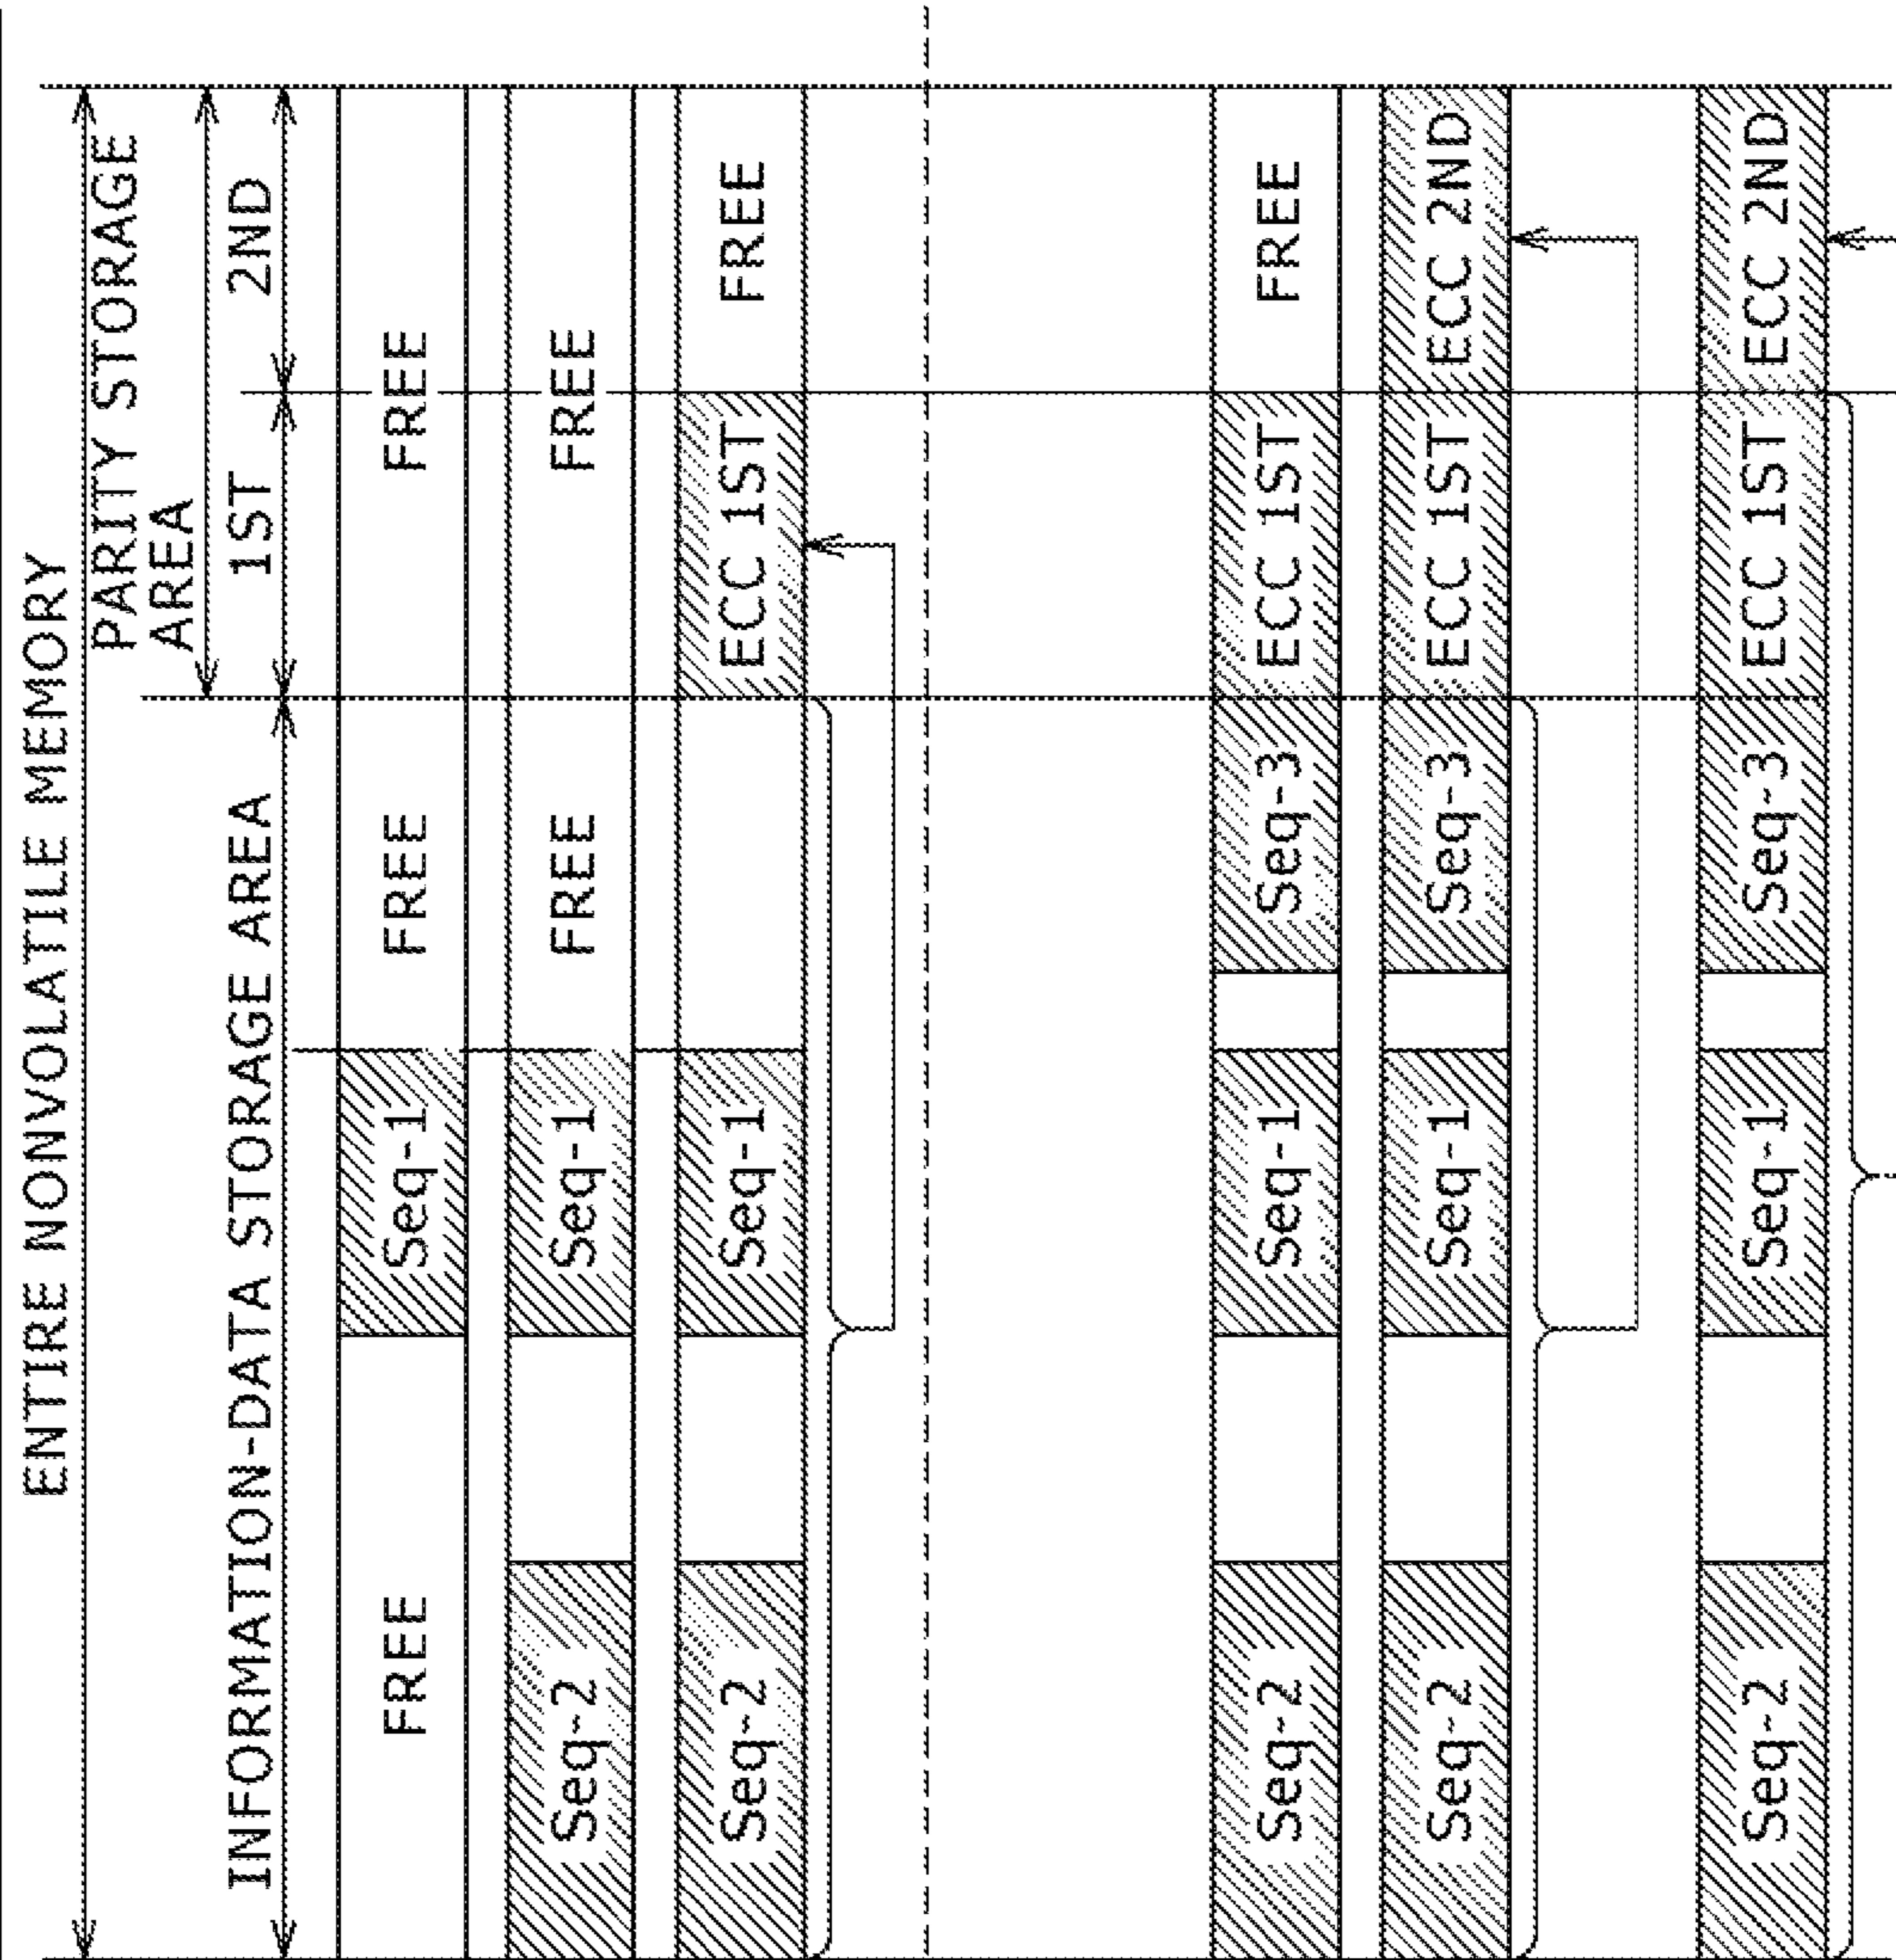 ENTIRE NONVOLATILE MEMORY
PARITY STORAGE
AREA
INFORMATION-DATA STORAGE AREA 1ST 2ND
FREE Seq-1 FREE FREE
Seq-2 Seq-1 FREE FREE
Seq-2 Seq-1 ECC 1ST FREE
Seq-2 Seq-1 Seq-3 ECC 1ST FREE
Seq-2 Seq-1 Seq-3 ECC 1ST ECC 2ND
Seq-2 Seq-1 Seq-3 ECC 1ST ECC 2ND